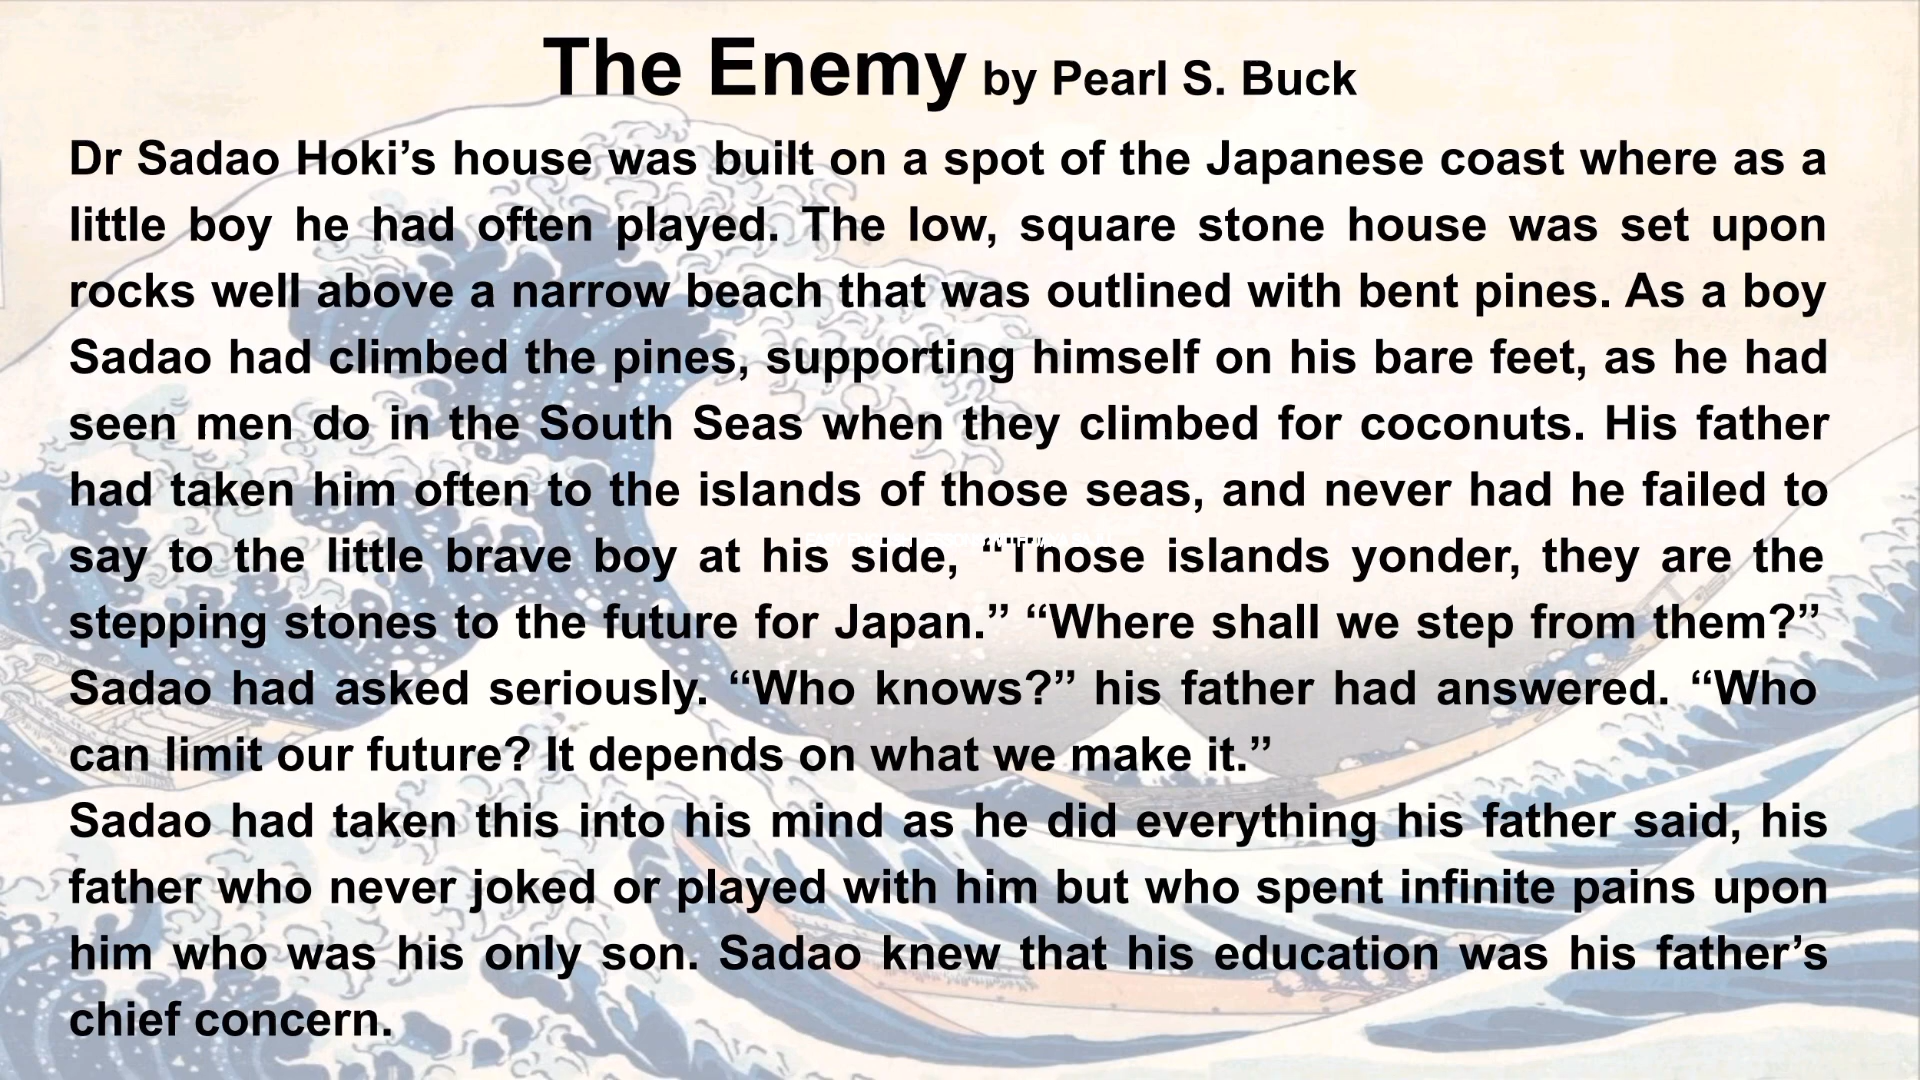 The Enemy by Pearl S. Buck
Dr Sadao Hoki’s house was built on a spot of the Japanese coast where as a
little boy he had often played. The low, square stone house was set upon
rocks well above a narrow beach that was outlined with bent pines. As a boy
Sadao had climbed the pines, supporting himself on his bare feet, as he had
seen men do in the South Seas when they climbed for coconuts. His father
had taken him often to the islands of those seas, and never had he failed to
say to the little brave boy at his side, “Those islands yonder, they are the
stepping stones to the future for Japan.” “Where shall we step from them?”
Sadao had asked seriously. “Who knows?” his father had answered. “Who
can limit our future? It depends on what we make it.”
Sadao had taken this into his mind as he did everything his father said, his
father who never joked or played with him but who spent infinite pains upon
him who was his only son. Sadao knew that his education was his father’s
chief concern.